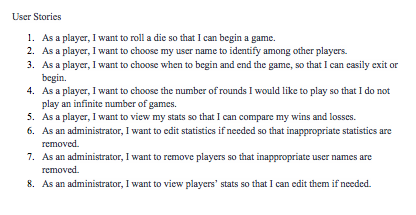 User Stories
1. As a player, I want to roll a die so that I can begin a game.
2. As a player, I want to choose my user name to identify among other players.
3. As a player, I want to choose when to begin and end the game, so that I can easily exit or
begin.
4. As a player, I want to choose the number of rounds I would like to play so that I do not
play an infinite number of games.
5. As a player, I want to view my stats so that I can compare my wins and losses.
6. As an administrator, I want to edit statistics if needed so that inappropriate statistics are
removed.
7. As an administrator, I want to remove players so that inappropriate user names are
removed.
8. As an administrator, I want to view players' stats so that I can edit them if needed.